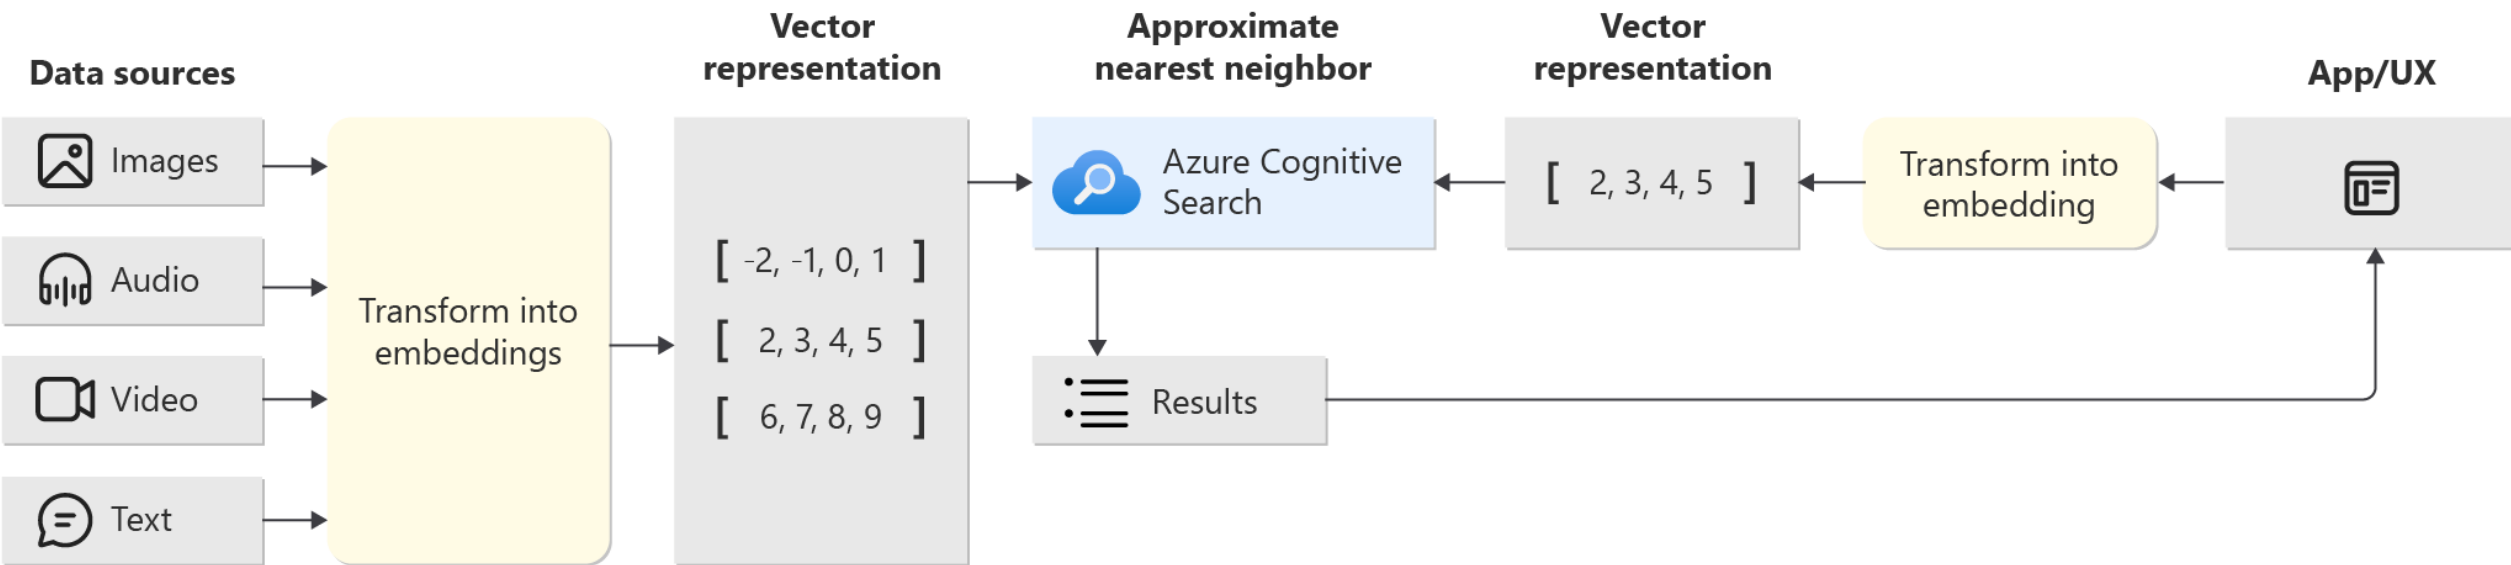 Data sources
Images
Audio
Video
Text
Transform into
embeddings
Vector
representation
[ -2, -1, 0, 1 ]
[ 2, 3, 4, 5 ]
[ 6, 7, 8, 9 ]
Approximate
nearest neighbor
Azure Cognitive
Search
Results
Vector
representation
[ 2, 3, 4, 5 ]
Transform into
embedding
App/UX